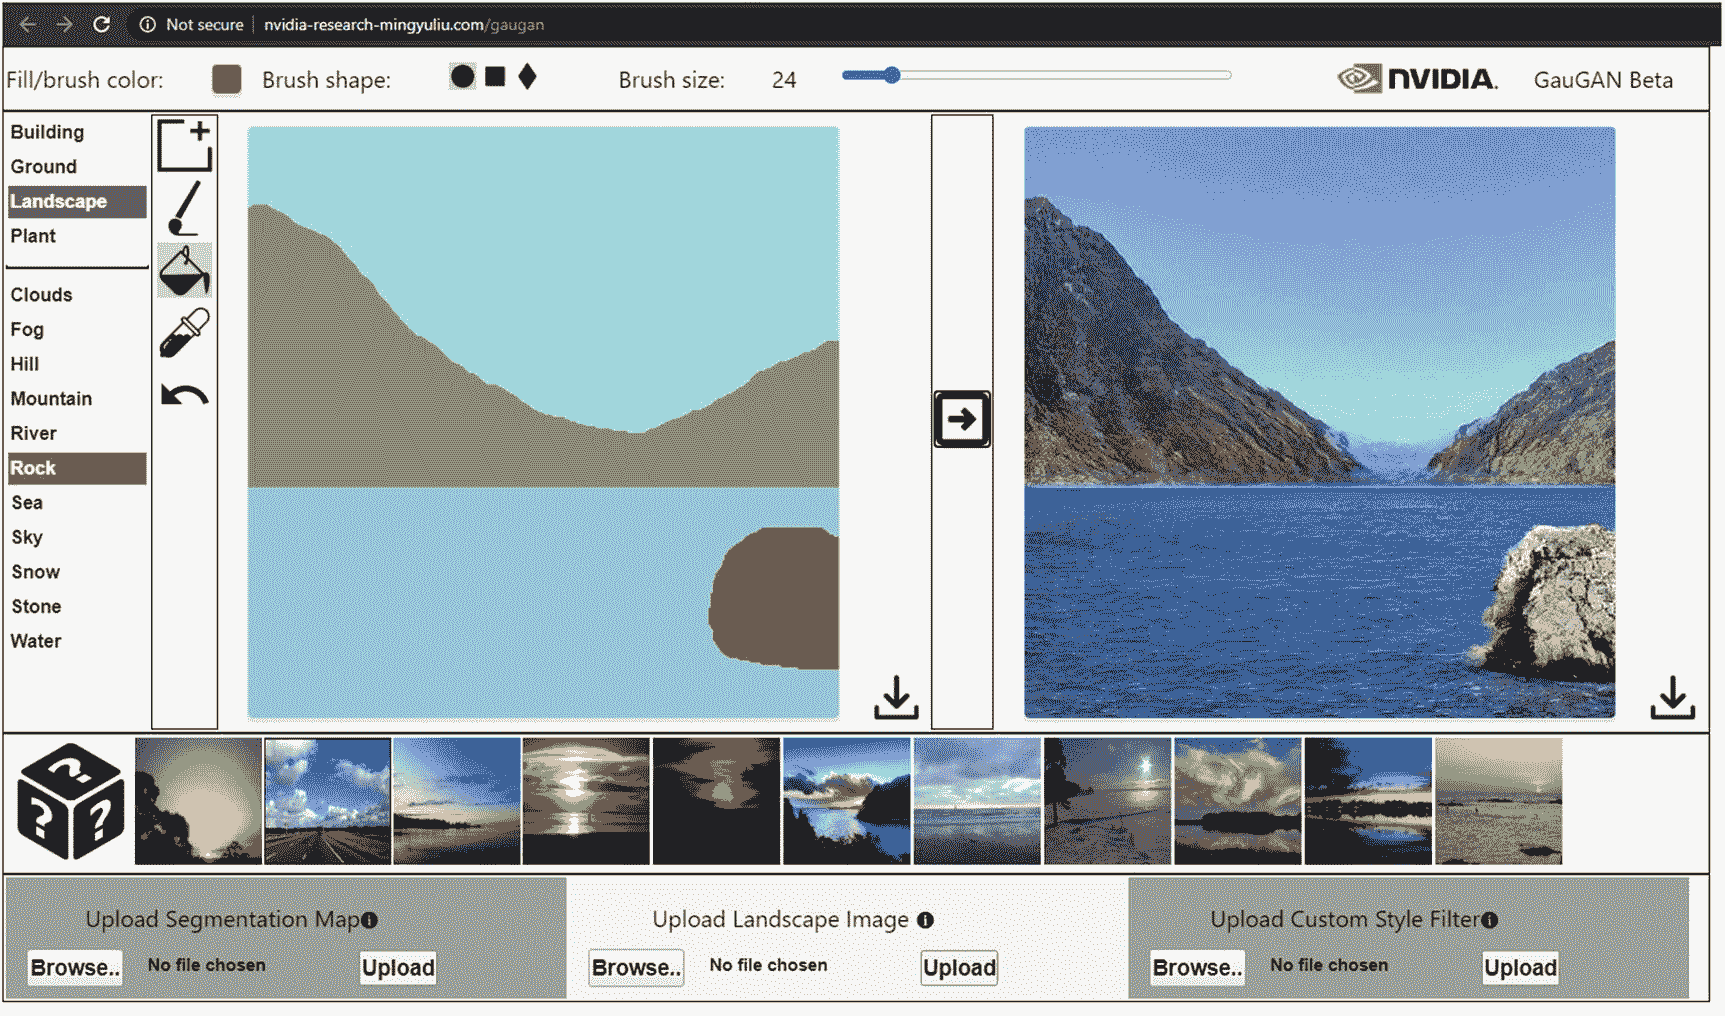 Not secure | nvidia-research-mingyuliu.com/gaugan
Fill/brush color: Brush shape: Brush size: 24 NVIDIA. GauGAN Beta
Building
Ground
Landscape
Plant
Clouds
Fog
Hill
Mountain
River
Rock
Sea
Sky
Snow
Stone
Water
? ? ?
Upload Segmentation Map Upload Landscape Image Upload Custom Style Filter
Browse.. No file chosen Upload Browse.. No file chosen Upload Browse.. No file chosen Upload